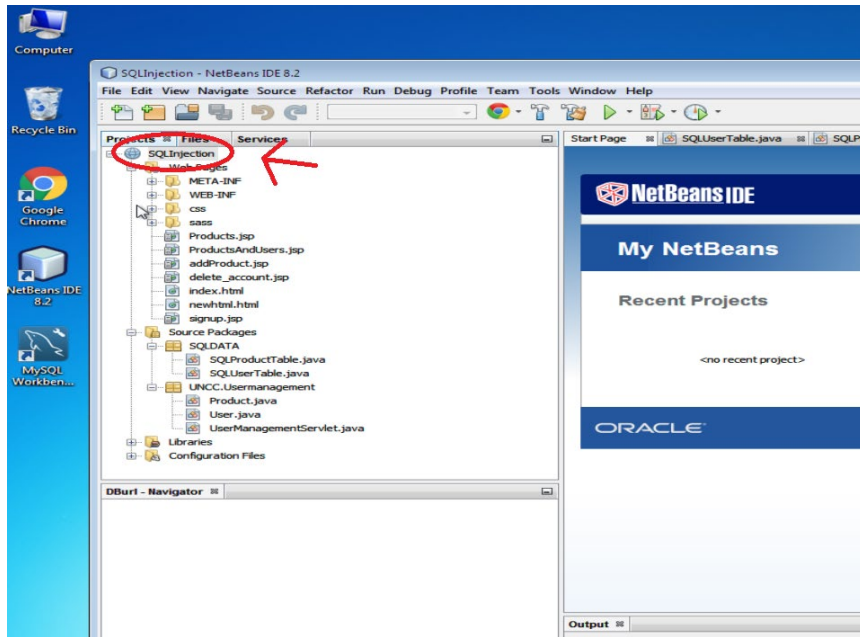 Computer
Recycle Bin
Google
Chrome
NetBeans IDE
8.2
MySQL
Workben...
SQLInjection - NetBeans IDE 8.2
File Edit View Navigate Source Refactor Run Debug Profile Team Tools Window Help
Projects Files Services
SQLInjection
Web Pages
META-INF
WEB-INF
css
sass
Products.jsp
ProductsAndUsers.jsp
addProduct.jsp
delete_account.jsp
index.html
newhtml.html
signup.jsp
Source Packages
SQLDATA
SQLProductTable.java
SQLUserTable.java
UNCC.Usermanagement
Product.java
User.java
UserManagementServlet.java
Libraries
Configuration Files
DBurl - Navigator
Start Page SQLUserTable.java SQLP
NetBeans IDE
My NetBeans
Recent Projects
<no recent project>
ORACLE
Output